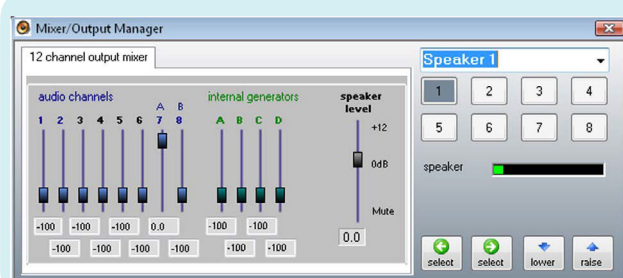 Mixer/Output Manager
12 channel output mixer
audio channels
internal generators
speaker level
A B
1 2 3 4 5 6 7 8
A B C D
+12
0dB
Mute
-100 -100 -100 0.0
-100 -100 -100 -100
-100 -100
-100 -100
0.0
Speaker 1
1 2 3 4
5 6 7 8
speaker
select select lower raise